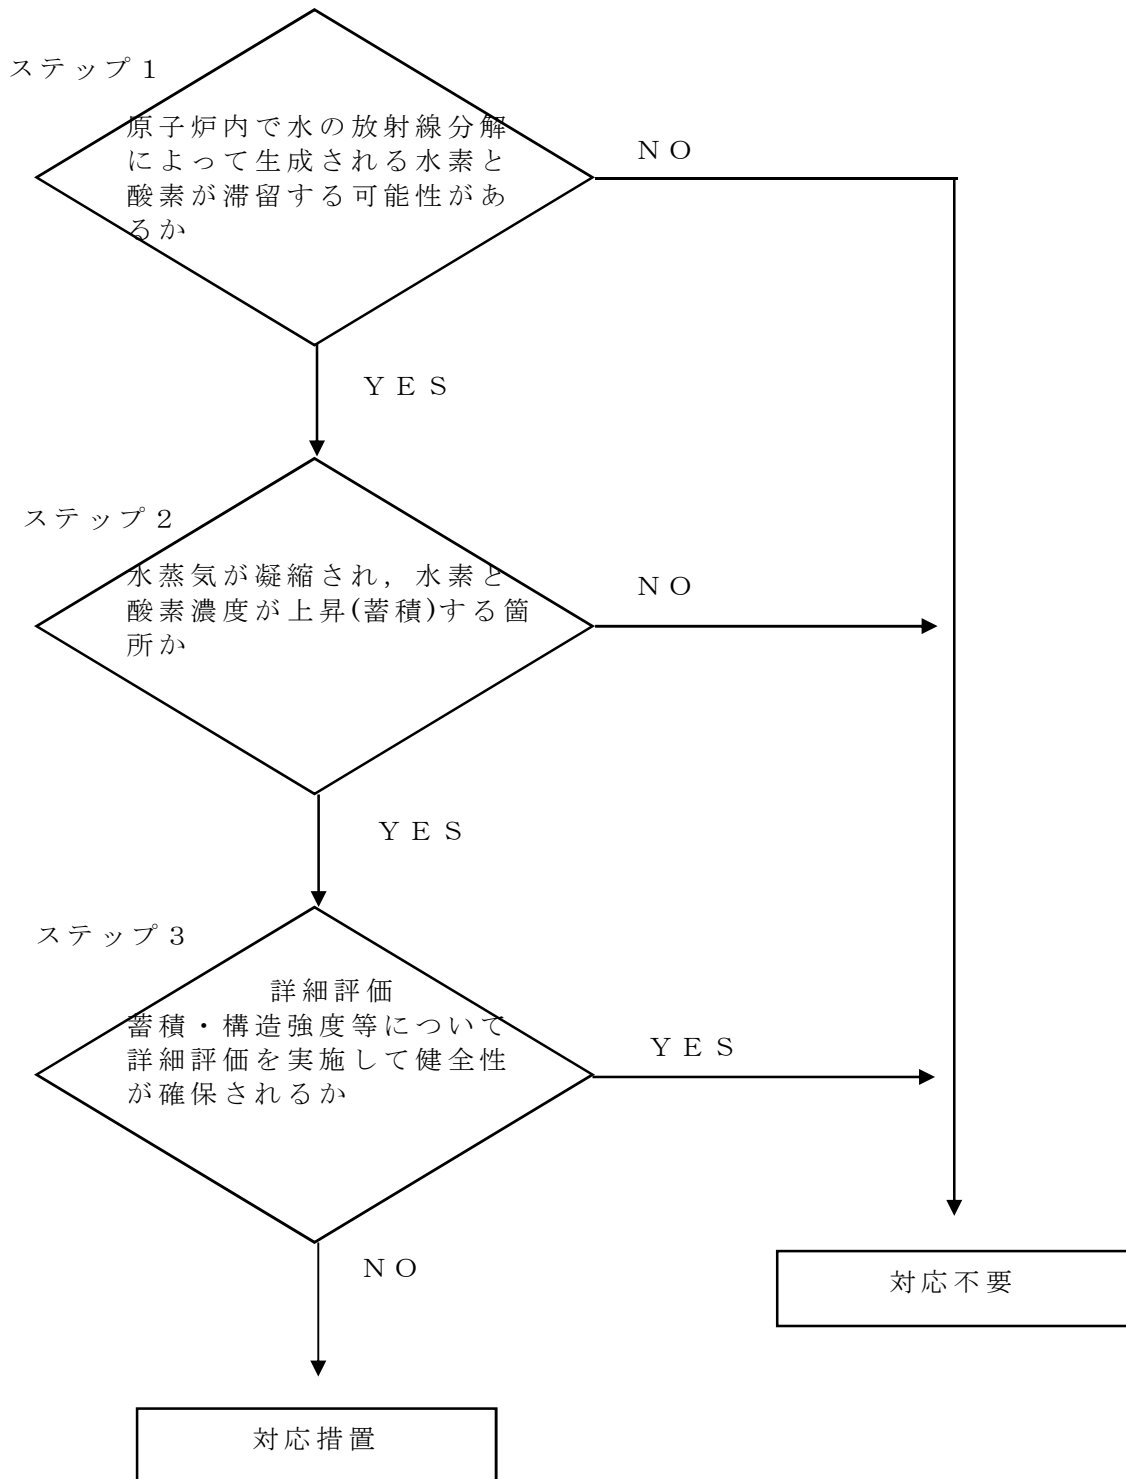 ステップ1
原子炉内で水の放射線分解
によって生成される水素と
酸素が滞留する可能性があ
るか
NO
YES
ステップ2
水蒸気が凝縮され,水素と
酸素濃度が上昇(蓄積)する箇
所か
NO
YES
ステップ3
詳細評価
蓄積・構造強度等について
詳細評価を実施して健全性
が確保されるか
YES
NO
対応不要
対応措置